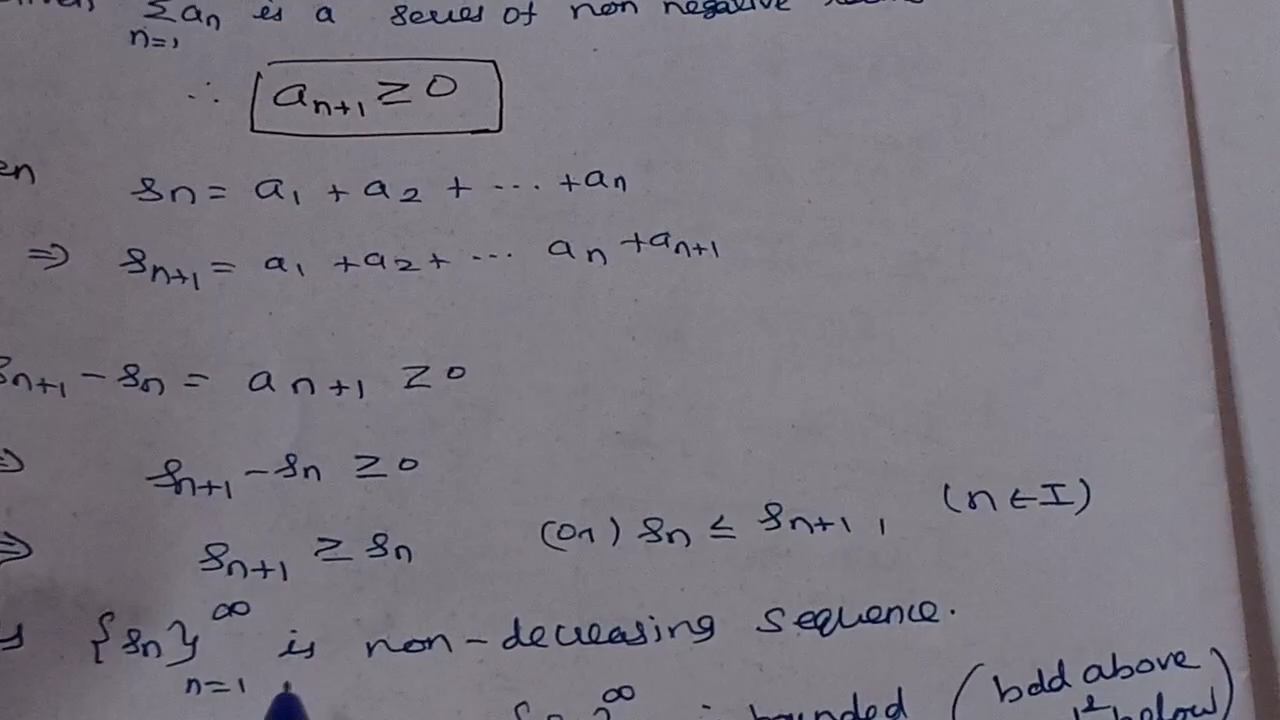 ∑ aₙ is a series of non negative
n=1
∴ aₙ₊₁ ≥ 0
sₙ = a₁ + a₂ + ... + aₙ
⇒ sₙ₊₁ = a₁ + a₂ + ... aₙ + aₙ₊₁
sₙ₊₁ - sₙ = aₙ₊₁ ≥ 0
⇒ sₙ₊₁ - sₙ ≥ 0
⇒ sₙ₊₁ ≥ sₙ (or) sₙ ≤ sₙ₊₁, (n ∈ I)
{sₙ}^∞ is non-decreasing sequence.
n=1
∞ bounded (bdd above
below)